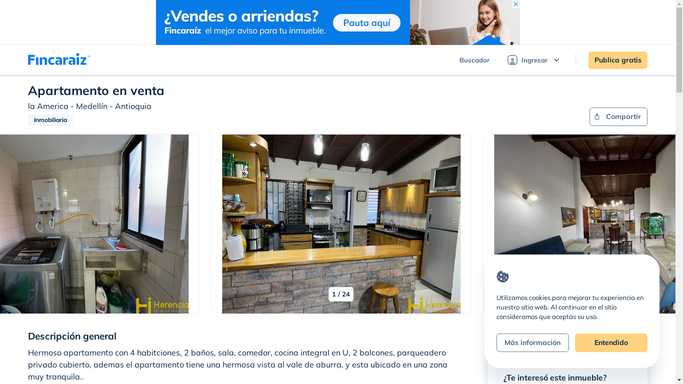 ¿Vendes o arriendas?
Fincaraíz el mejor aviso para tu inmueble.
Pauta aquí
Fincaraíz
Buscador
Ingresar
Publica gratis
Apartamento en venta
la America - Medellín - Antioquia
Inmobiliaria
Compartir
Herencia
1 / 24
Herencia
Utilizamos cookies para mejorar tu experiencia en
nuestro sitio web. Al continuar en el sitio
consideramos que aceptas su uso.
Más información
Entendido
Descripción general
Hermoso apartamento con 4 habitciones, 2 baños, sala, comedor, cocina integral en U, 2 balcones, parqueadero
privado cubierto, ademas el apartamento tiene una hermosa vista al vale de aburra, y esta ubicado en una zona
muy tranquila..
¿Te interesó este inmueble?